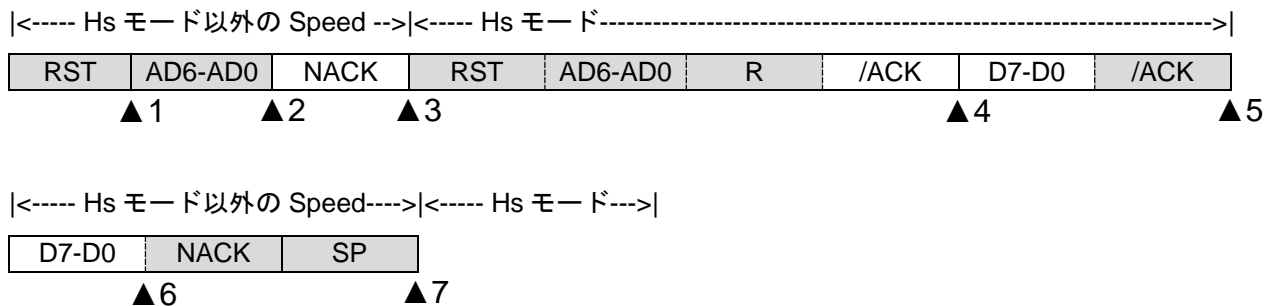 |<----- Hs モード以外の Speed -->|<----- Hs モード--------------------------------------------------------------------------->|
RST AD6-AD0 NACK RST AD6-AD0 R /ACK D7-D0 /ACK
▲1 ▲2 ▲3 ▲4 ▲5
|<----- Hs モード以外の Speed---->|<----- Hs モード--->|
D7-D0 NACK SP
▲6 ▲7